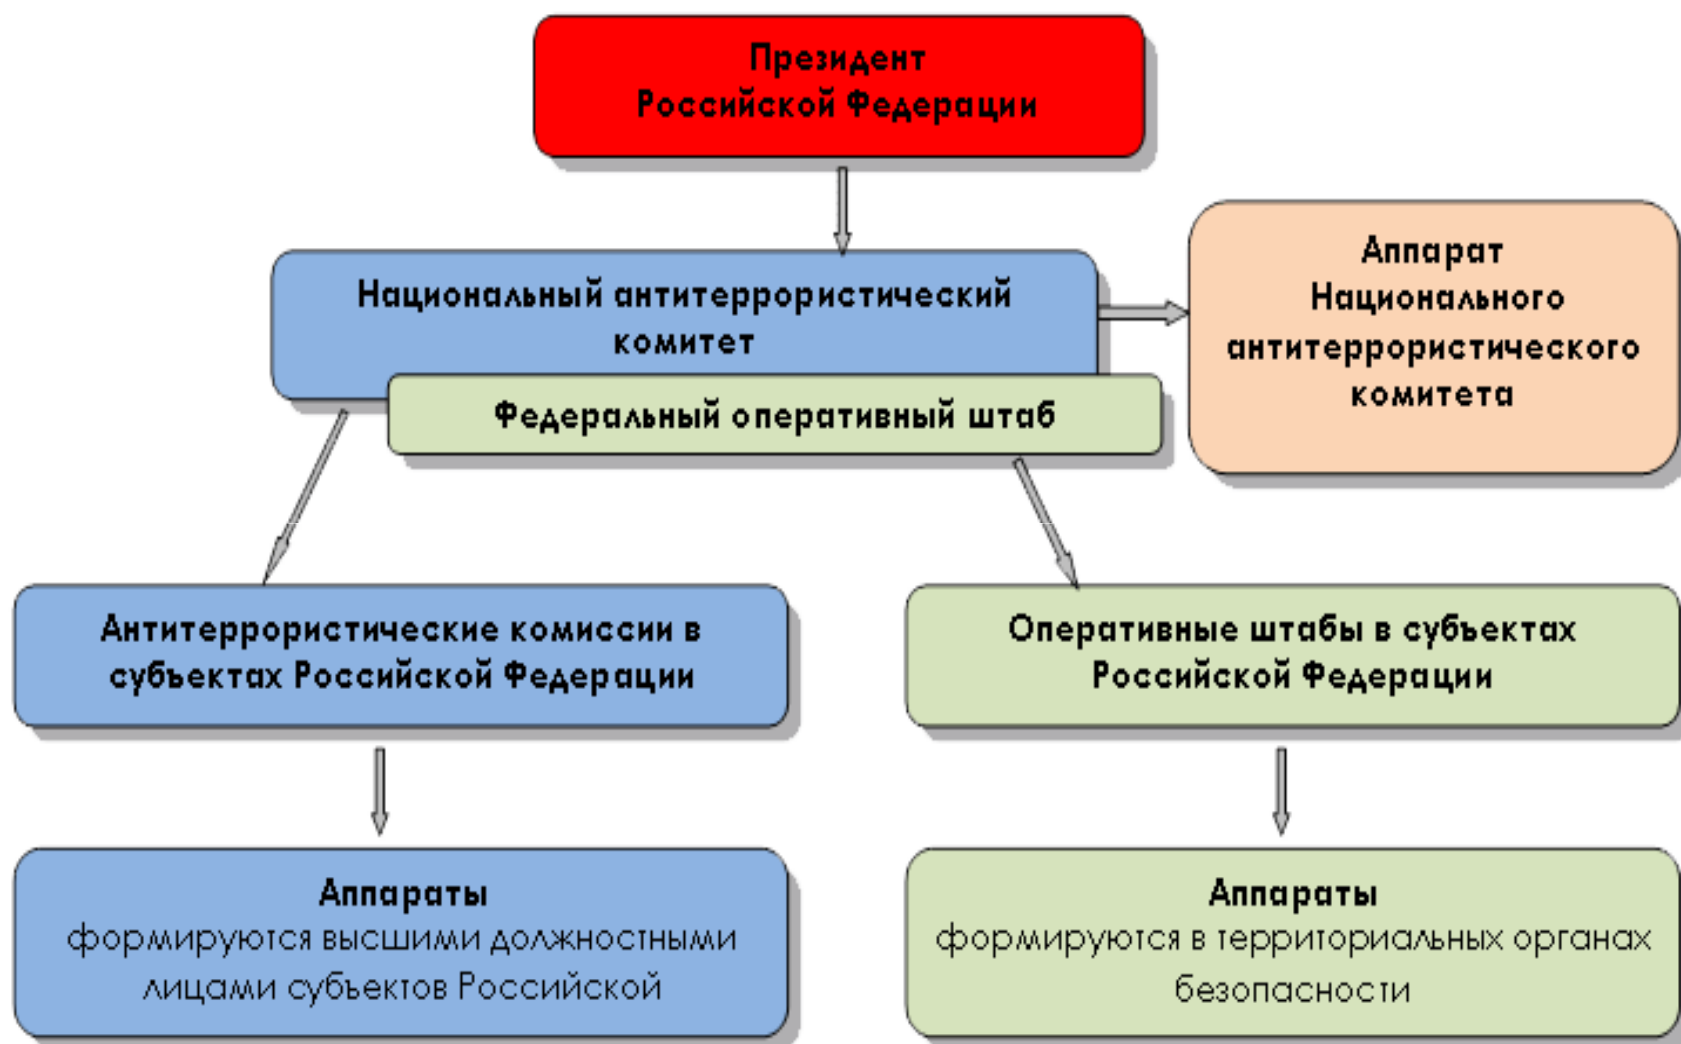 Президент
Российской Федерации
Национальный антитеррористический
комитет
Аппарат
Национального
антитеррористического
комитета
Федеральный оперативный штаб
Антитеррористические комиссии в
субъектах Российской Федерации
Оперативные штабы в субъектах
Российской Федерации
Аппараты
формируются высшими должностными
лицами субъектов Российской
Аппараты
формируются в территориальных органах
безопасности